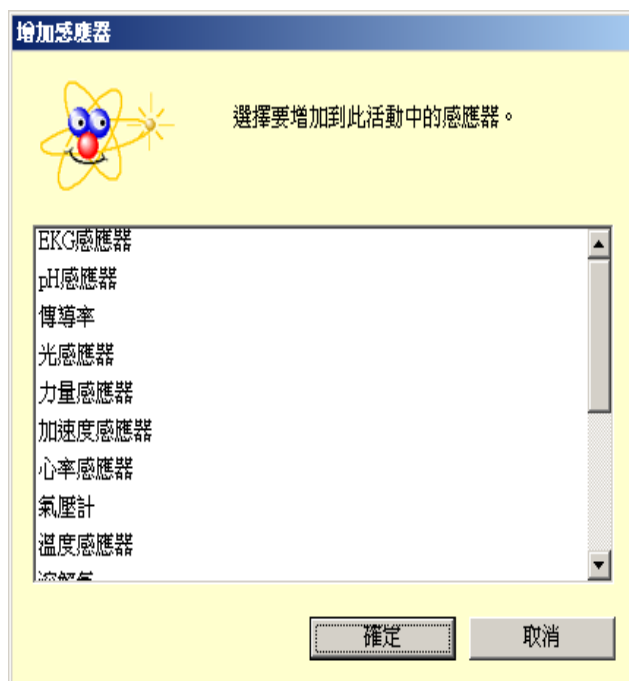 增加感應器
選擇要增加到此活動中的感應器。
EKG感應器
pH感應器
傳導率
光感應器
力量感應器
加速度感應器
心率感應器
氣壓計
溫度感應器
確定
取消